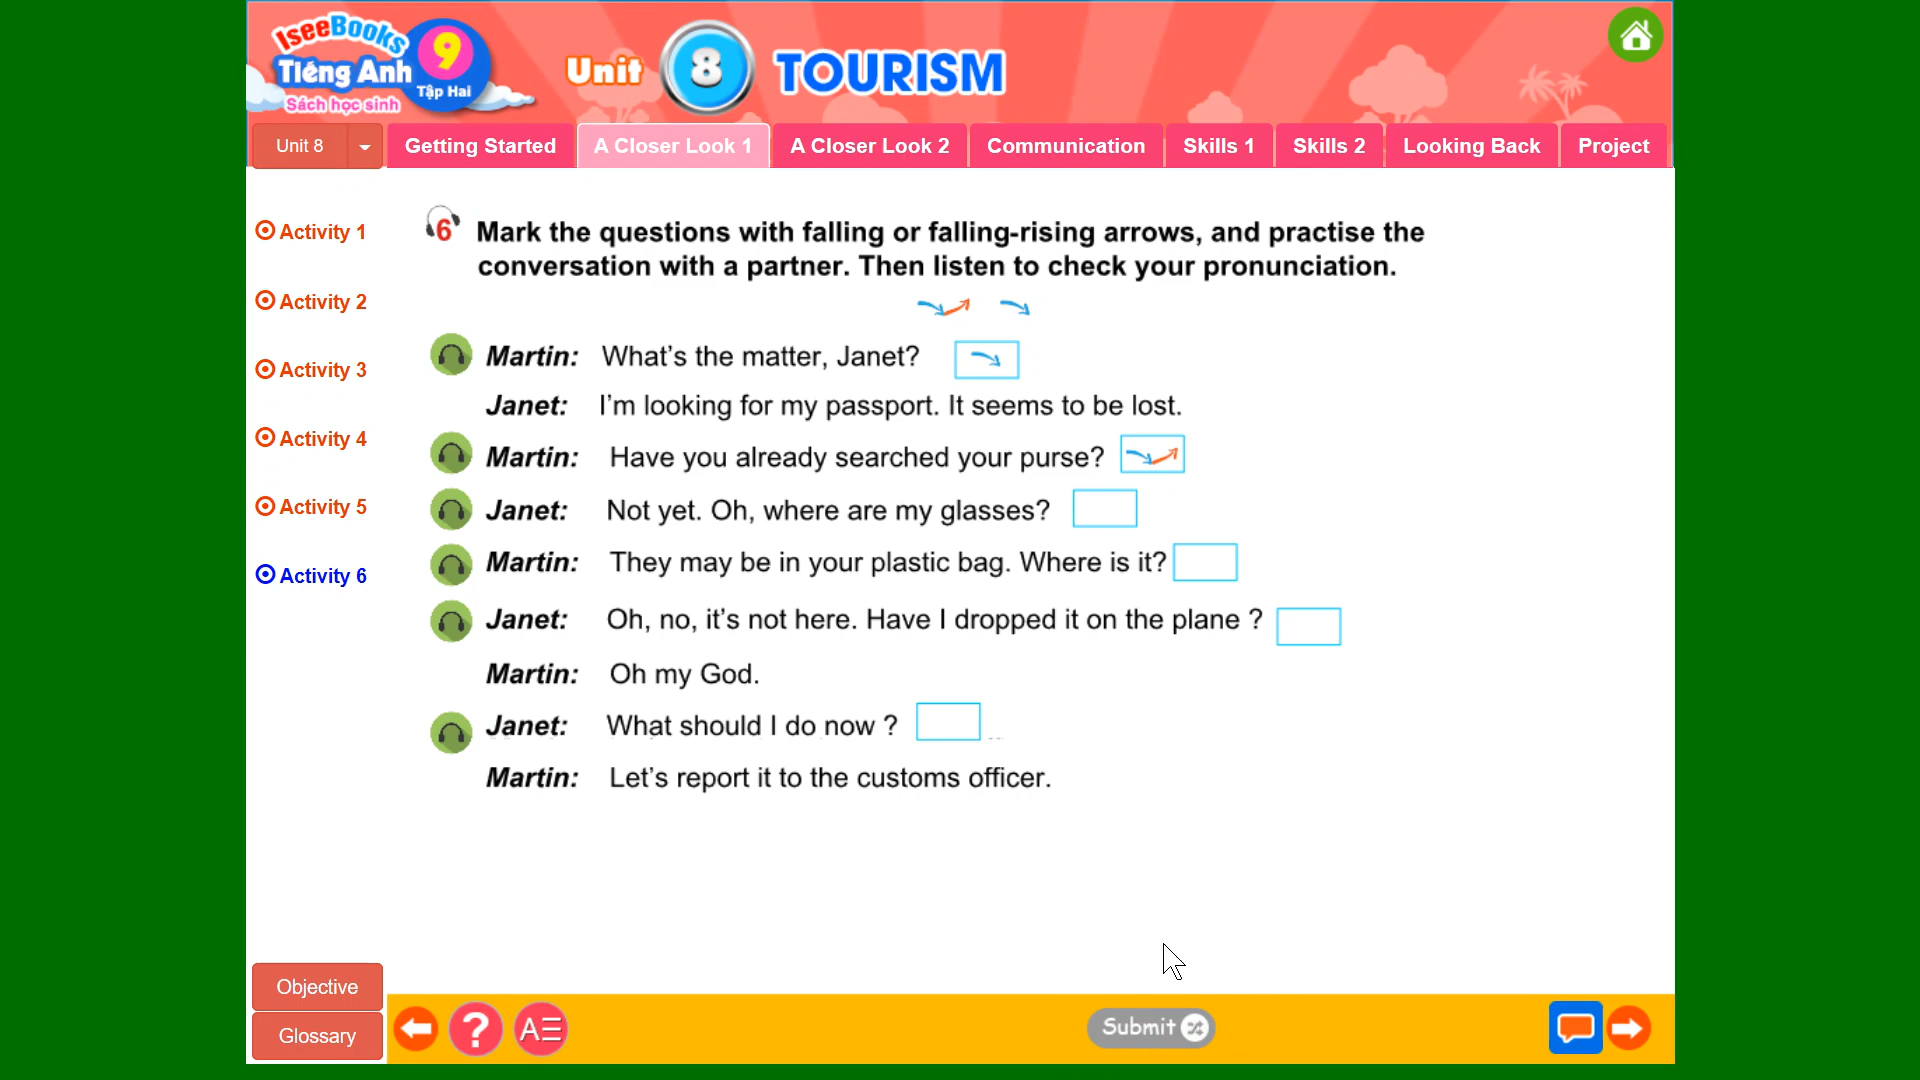 IseeBooks
Tiếng Anh 9
Tập Hai
Sách học sinh
Unit 8 TOURISM
Unit 8
Getting Started
A Closer Look 1
A Closer Look 2
Communication
Skills 1
Skills 2
Looking Back
Project
Activity 1
Activity 2
Activity 3
Activity 4
Activity 5
Activity 6
6 Mark the questions with falling or falling-rising arrows, and practise the
conversation with a partner. Then listen to check your pronunciation.
Martin: What's the matter, Janet?
Janet: I'm looking for my passport. It seems to be lost.
Martin: Have you already searched your purse?
Janet: Not yet. Oh, where are my glasses?
Martin: They may be in your plastic bag. Where is it?
Janet: Oh, no, it's not here. Have I dropped it on the plane ?
Martin: Oh my God.
Janet: What should I do now ?
Martin: Let's report it to the customs officer.
Objective
Glossary
?
A
Submit